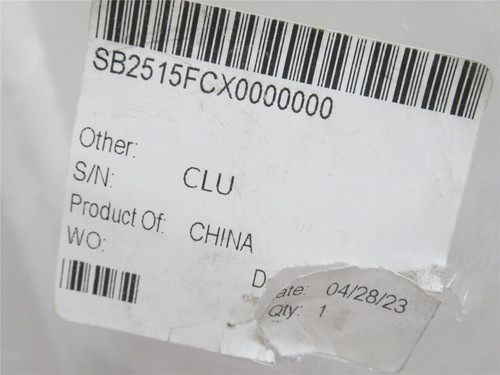 SB2515FCX0000000
Other:
S/N: CLU
Product Of: CHINA
WO:
D ate: 04/28/23
Qty: 1